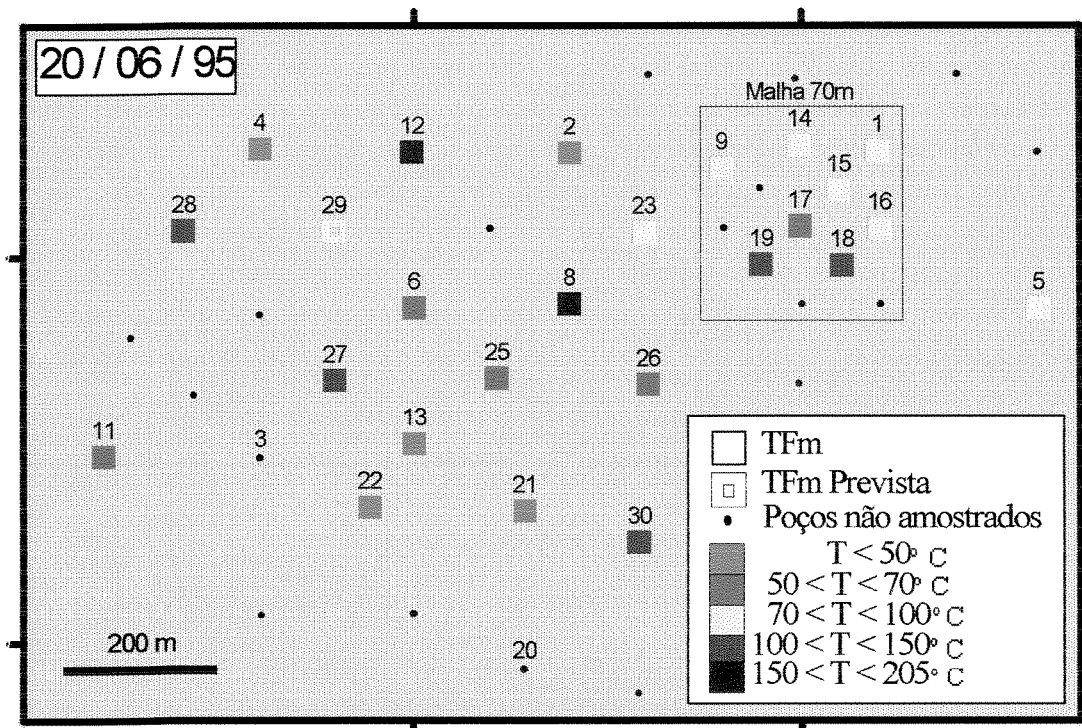 20 / 06 / 95
Malha 70m
4
12
2
14
1
9
15
28
29
23
17
16
19
18
6
8
5
27
25
26
11
3
13
22
21
30
20
200 m
TFm
TFm Prevista
Poços não amostrados
T < 50° C
50 < T < 70° C
70 < T < 100° C
100 < T < 150° C
150 < T < 205° C